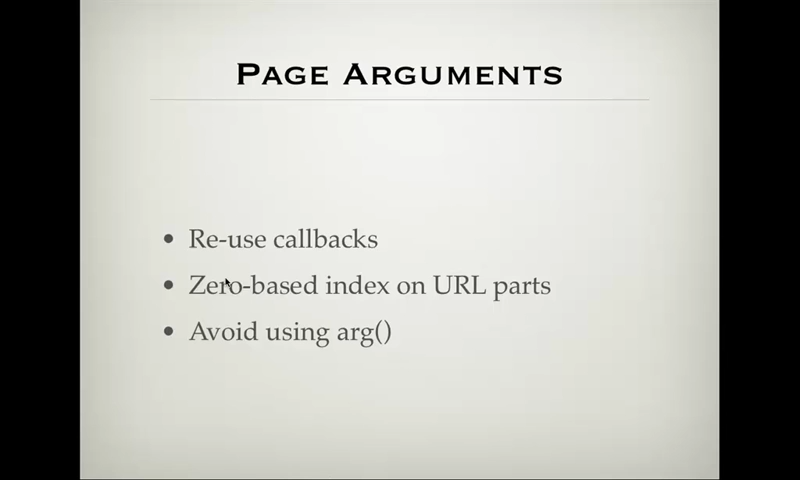 Page Arguments
• Re-use callbacks
• Zero-based index on URL parts
• Avoid using arg()